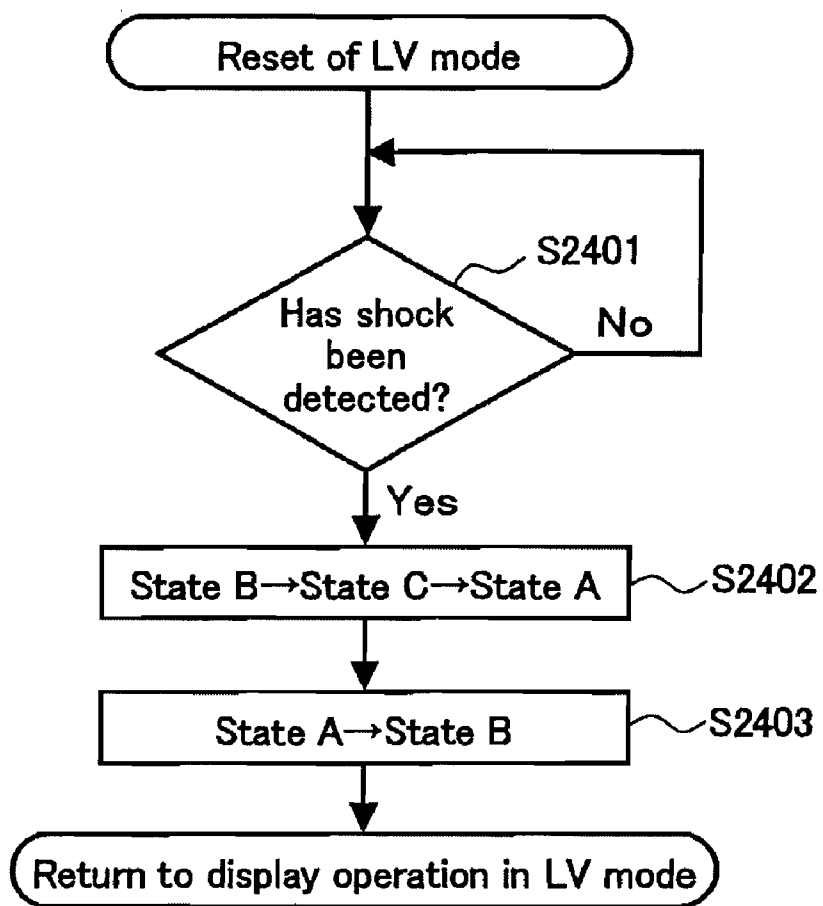 Reset of LV mode
S2401
Has shock
been
detected?
No
Yes
State B→State C→State A
S2402
State A→State B
S2403
Return to display operation in LV mode